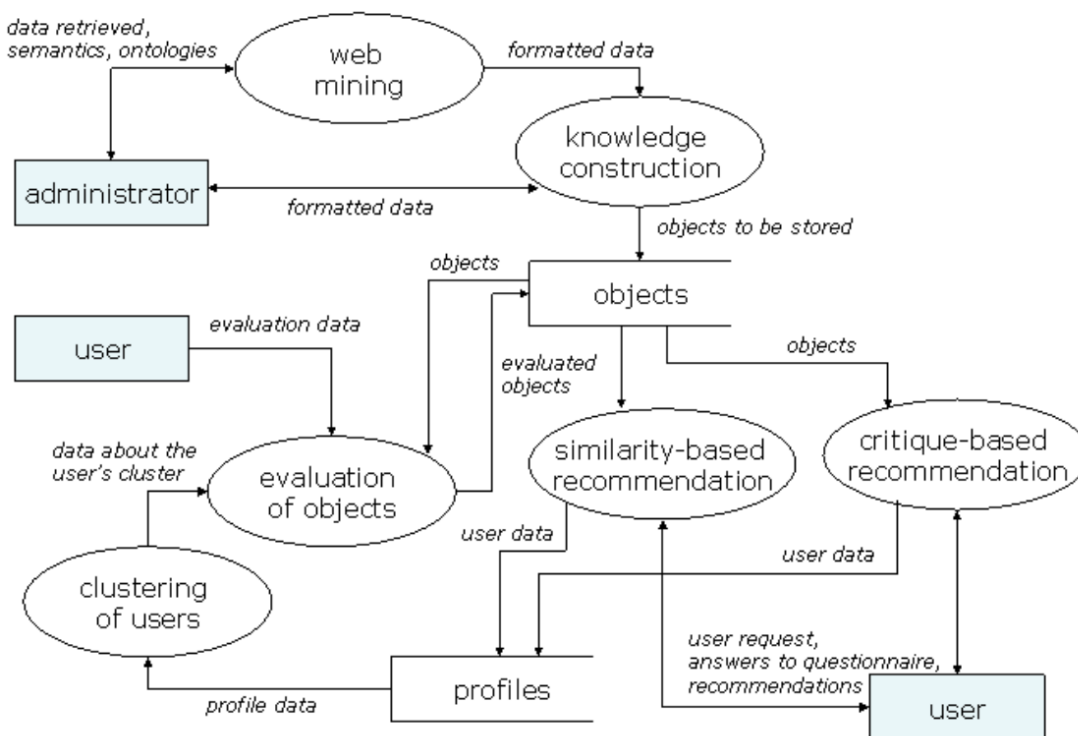 data retrieved,
semantics, ontologies
web
mining
formatted data
knowledge
construction
administrator
formatted data
objects to be stored
objects
objects
user
evaluation data
evaluated
objects
objects
data about the
user's cluster
evaluation
of objects
similarity-based
recommendation
critique-based
recommendation
user data
user data
clustering
of users
user request,
answers to questionnaire,
recommendations
profile data
profiles
user